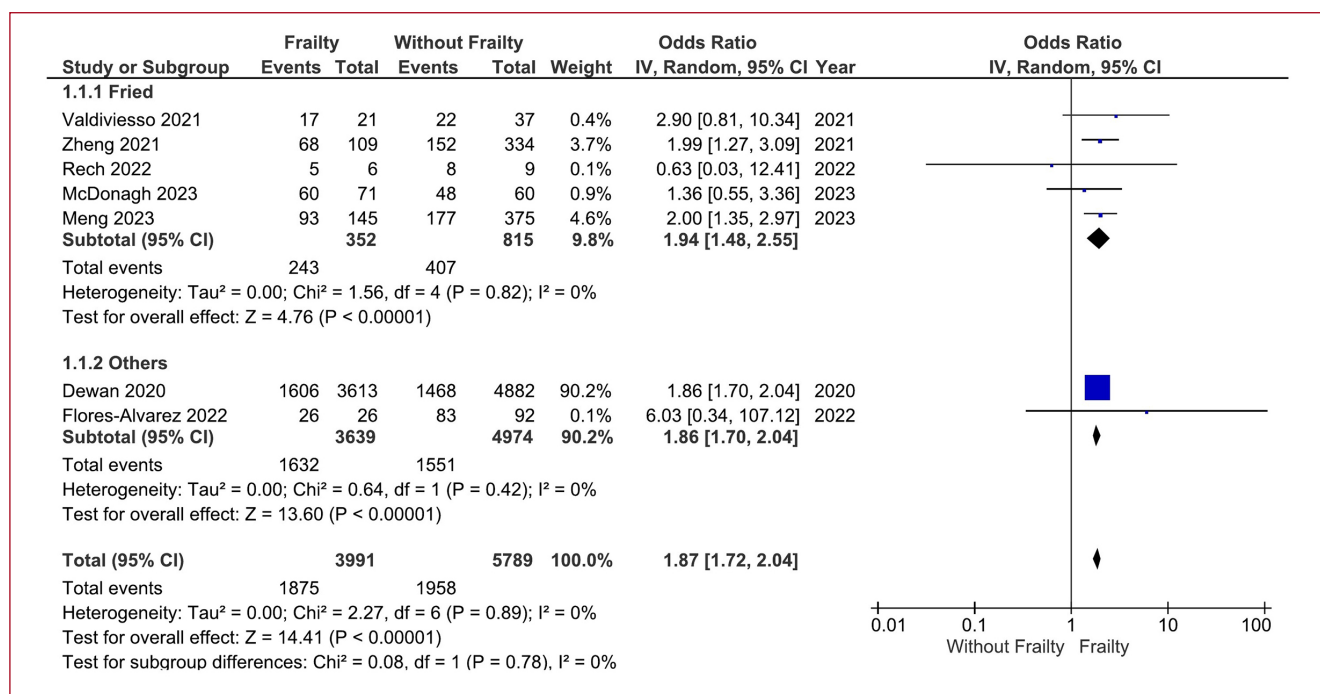 Frailty Without Frailty Odds Ratio Odds Ratio
Study or Subgroup Events Total Events Total Weight IV, Random, 95% CI Year IV, Random, 95% CI
1.1.1 Fried
Valdiviesso 2021 17 21 22 37 0.4% 2.90 [0.81, 10.34] 2021
Zheng 2021 68 109 152 334 3.7% 1.99 [1.27, 3.09] 2021
Rech 2022 5 6 8 9 0.1% 0.63 [0.03, 12.41] 2022
McDonagh 2023 60 71 48 60 0.9% 1.36 [0.55, 3.36] 2023
Meng 2023 93 145 177 375 4.6% 2.00 [1.35, 2.97] 2023
Subtotal (95% CI) 352 815 9.8% 1.94 [1.48, 2.55]
Total events 243 407
Heterogeneity: Tau² = 0.00; Chi² = 1.56, df = 4 (P = 0.82); I² = 0%
Test for overall effect: Z = 4.76 (P < 0.00001)
1.1.2 Others
Dewan 2020 1606 3613 1468 4882 90.2% 1.86 [1.70, 2.04] 2020
Flores-Alvarez 2022 26 26 83 92 0.1% 6.03 [0.34, 107.12] 2022
Subtotal (95% CI) 3639 4974 90.2% 1.86 [1.70, 2.04]
Total events 1632 1551
Heterogeneity: Tau² = 0.00; Chi² = 0.64, df = 1 (P = 0.42); I² = 0%
Test for overall effect: Z = 13.60 (P < 0.00001)
Total (95% CI) 3991 5789 100.0% 1.87 [1.72, 2.04]
Total events 1875 1958
Heterogeneity: Tau² = 0.00; Chi² = 2.27, df = 6 (P = 0.89); I² = 0%
Test for overall effect: Z = 14.41 (P < 0.00001)
Test for subgroup differences: Chi² = 0.08, df = 1 (P = 0.78), I² = 0%
0.01 0.1 1 10 100
Without Frailty Frailty